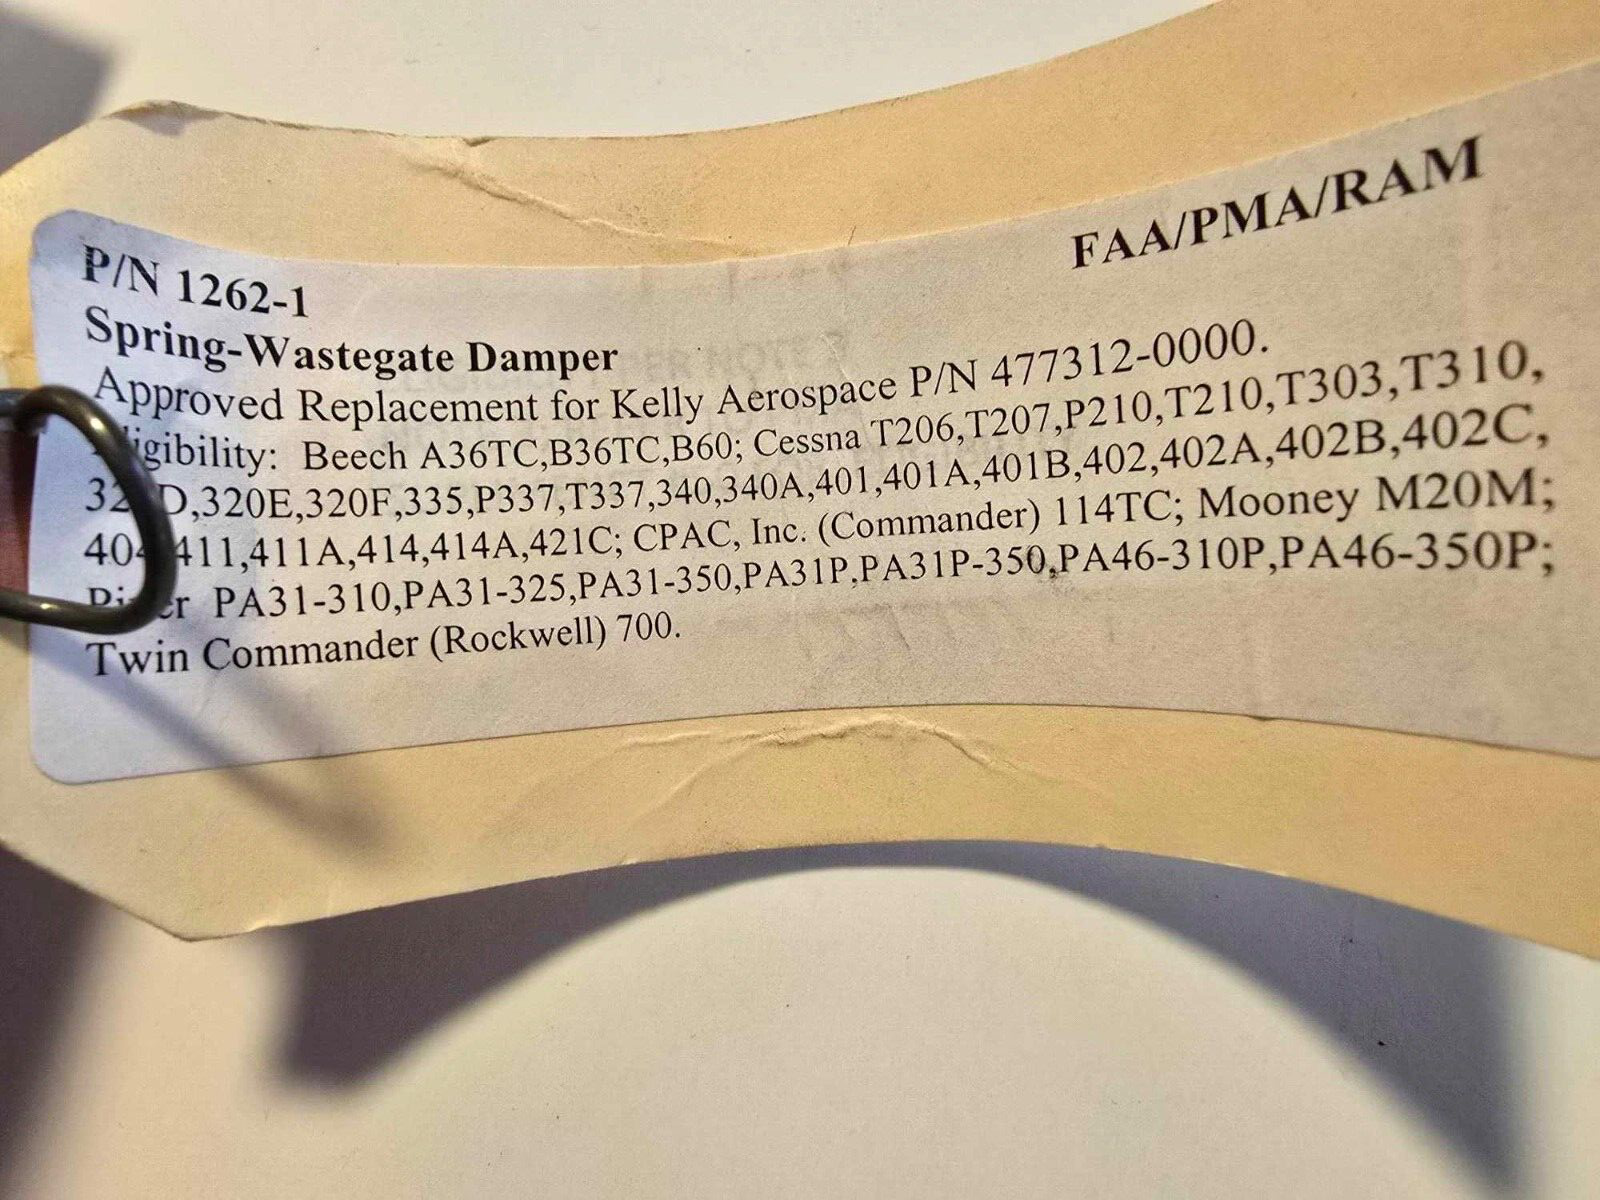 FAA/PMA/RAM
P/N 1262-1
Spring-Wastegate Damper
Approved Replacement for Kelly Aerospace P/N 477312-0000.
Beech A36TC,B36TC,B60; Cessna T206,T207,P210,T210,T303,T310,
320E,320F,335,P337,T337,340,340A,401,401A,401B,402,402A,402B,402C,
411,411A,414,414A,421C; CPAC, Inc. (Commander) 114TC; Mooney M20M;
PA31-310,PA31-325,PA31-350,PA31P,PA31P-350,PA46-310P,PA46-350P;
Twin Commander (Rockwell) 700.